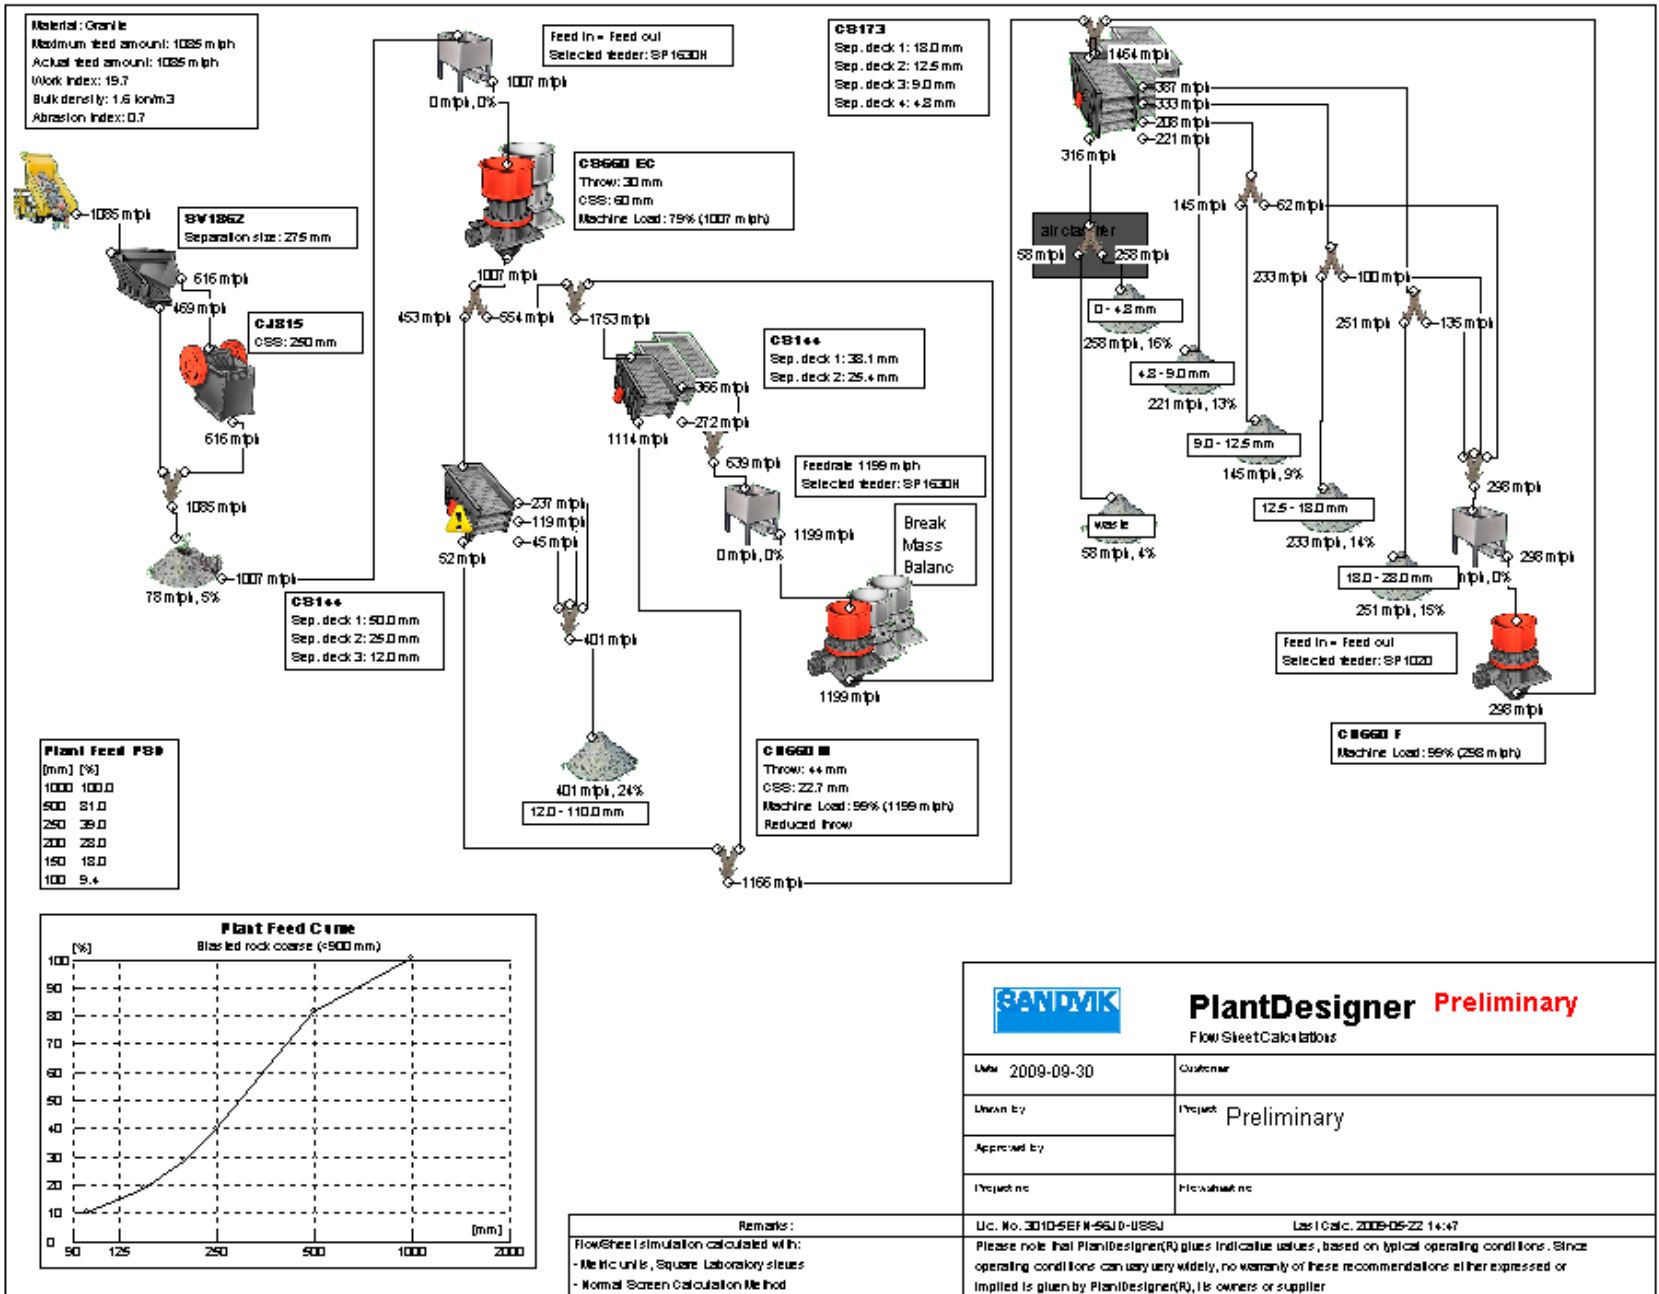 Material: Granite
Maximum feed amount: 1085 mtph
Actual feed amount: 1085 mtph
Work index: 19.7
Bulk density: 1.6 ton/m3
Abrasion index: 0.7
1085 mtph
SV1862
Separation size: 275 mm
616 mtph
469 mtph
CJ815
CSS: 250 mm
616 mtph
1085 mtph
1007 mtph
78 mtph, 5%
Feed in = Feed out
Selected feeder: SP1630H
1007 mtph
0 mtph, 0%
CS660 EC
Throw: 30 mm
CSS: 60 mm
Machine Load: 79% (1007 mtph)
1007 mtph
453 mtph
554 mtph
1753 mtph
CS144
Sep. deck 1: 38.1 mm
Sep. deck 2: 25.4 mm
366 mtph
272 mtph
1114 mtph
639 mtph
Feedrate 1199 mtph
Selected feeder: SP1630H
1199 mtph
0 mtph, 0%
Break
Mass
Balanc
1199 mtph
237 mtph
119 mtph
45 mtph
52 mtph
CS144
Sep. deck 1: 50.0 mm
Sep. deck 2: 25.0 mm
Sep. deck 3: 12.0 mm
401 mtph
401 mtph, 24%
12.0 - 110.0 mm
CH660 M
Throw: 44 mm
CSS: 22.7 mm
Machine Load: 99% (1199 mtph)
Reduced throw
1166 mtph
CS173
Sep. deck 1: 18.0 mm
Sep. deck 2: 12.5 mm
Sep. deck 3: 9.0 mm
Sep. deck 4: 4.8 mm
1464 mtph
387 mtph
333 mtph
208 mtph
221 mtph
316 mtph
145 mtph
62 mtph
58 mtph
258 mtph
233 mtph
100 mtph
251 mtph
135 mtph
0 - 4.8 mm
258 mtph, 16%
4.8 - 9.0 mm
221 mtph, 13%
9.0 - 12.5 mm
145 mtph, 9%
waste
58 mtph, 4%
12.5 - 18.0 mm
233 mtph, 14%
18.0 - 28.0 mm
251 mtph, 15%
298 mtph
298 mtph
mtph, 0%
Feed in = Feed out
Selected feeder: SP1020
298 mtph
CH660 F
Machine Load: 99% (298 mtph)
Plant Feed PSD
[mm] [%]
1000 100.0
500 81.0
250 39.0
200 28.0
150 18.0
100 9.4
Plant Feed Curve
Blasted rock coarse (<900 mm)
[%]
100
90
80
70
60
50
40
30
20
10
0
90 125 250 500 1000 2000
[mm]
SANDVIK
PlantDesigner Preliminary
Flow Sheet Calculations
Date 2009-09-30
Customer
Drawn by
Project Preliminary
Approved by
Project no
Flowsheet no
Remarks:
FlowSheet simulation calculated with:
- Metric units, Square Laboratory sieves
- Normal Screen Calculation Method
Lic. No.
Last Calc. 2009-05-22 14:47
Please note that PlantDesigner(R) gives indicative values, based on typical operating conditions. Since
operating conditions can vary very widely, no warranty of these recommendations either expressed or
implied is given by PlantDesigner(R), its owners or supplier